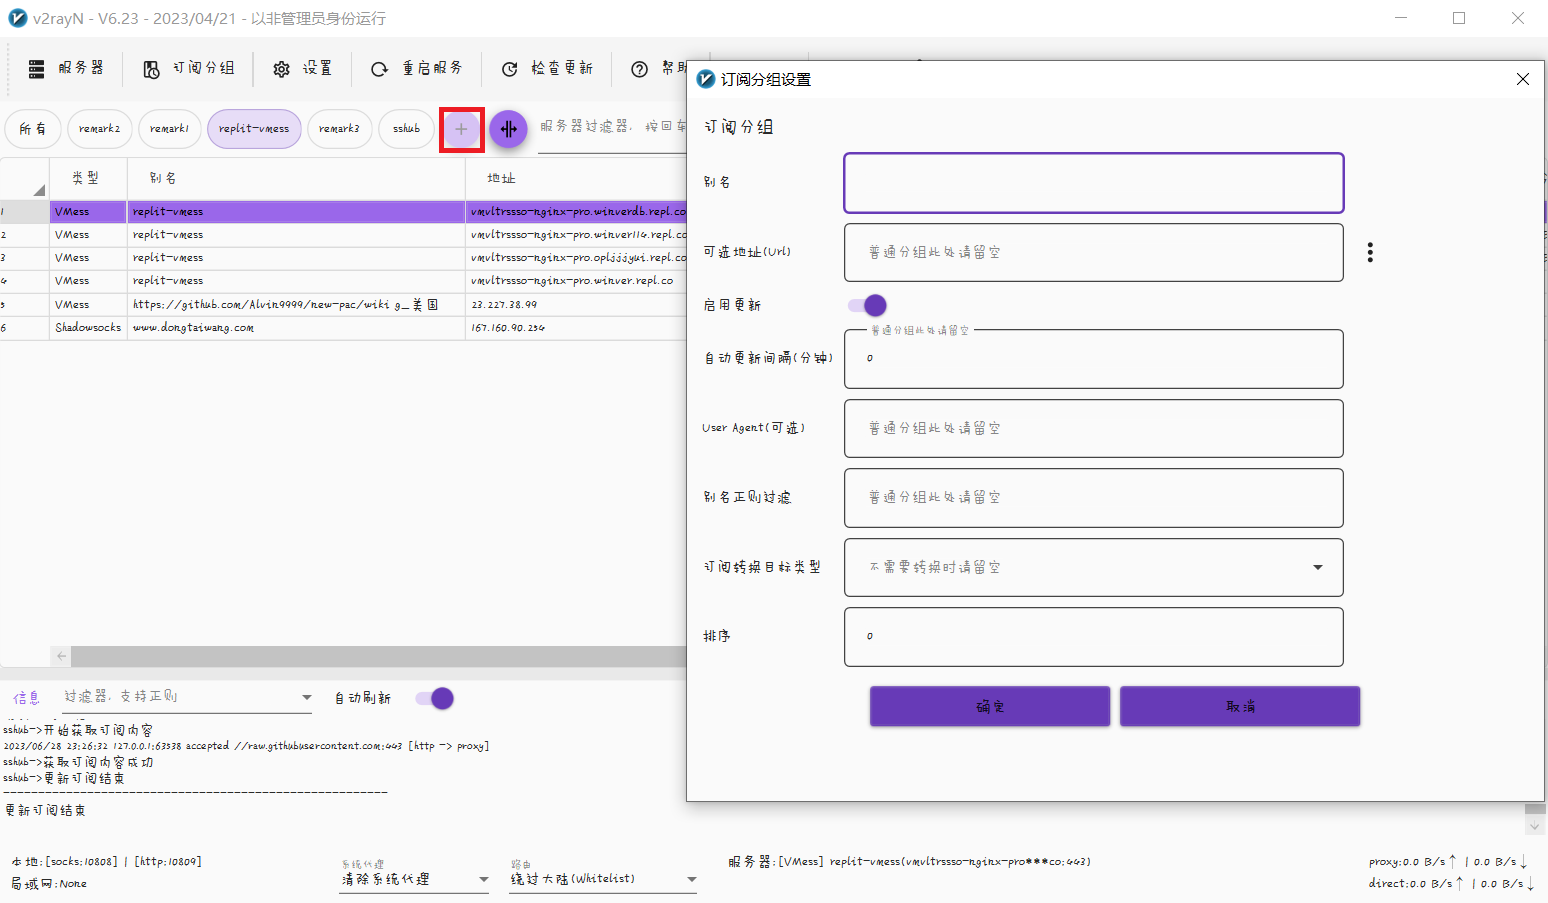 v2rayN - V6.23 - 2023/04/21 - 以非管理员身份运行
服务器 订阅分组 设置 重启服务 检查更新
所有 remark2 remark1 replit-vmess remark3 sshub + 服务器过滤器, 按回车
类型 别名 地址
1 VMess replit-vmess vmvltrssso-nginx-pro.winverdb.repl.co
2 VMess replit-vmess vmvltrssso-nginx-pro.winver114.repl.co
3 VMess replit-vmess vmvltrssso-nginx-pro.opljjjyui.repl.co
4 VMess replit-vmess vmvltrssso-nginx-pro.winver.repl.co
5 VMess https://github.com/Alvin9999/new-pac/wiki g_美国 23.227.38.99
6 Shadowsocks www.dongtaiwang.com 167.160.90.234
订阅分组设置
订阅分组
别名
可选地址(Url) 普通分组此处请留空
启用更新
普通分组此处请留空
自动更新间隔(分钟) 0
User Agent(可选) 普通分组此处请留空
别名正则过滤 普通分组此处请留空
订阅转换目标类型 不需要转换时请留空
排序 0
确定 取消
信息 过滤器, 支持正则 自动刷新
sshub->开始获取订阅内容
2023/06/28 23:26:32 127.0.0.1:63538 accepted //raw.githubusercontent.com:443 [http -> proxy]
sshub->获取订阅内容成功
sshub->更新订阅结束
------------------------------------------------------
更新订阅结束
本地:[socks:10808] | [http:10809]
局域网:None
系统代理
清除系统代理
路由
绕过大陆(Whitelist)
服务器:[VMess] replit-vmess(vmvltrssso-nginx-pro***co:443)
proxy:0.0 B/s↑ | 0.0 B/s↓
direct:0.0 B/s↑ | 0.0 B/s↓